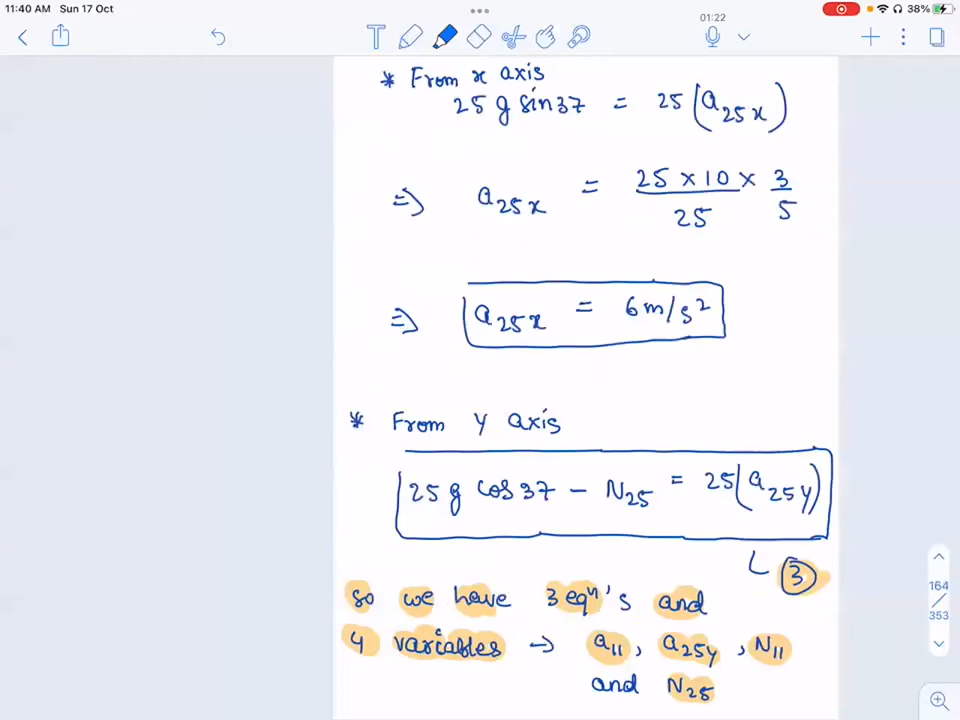 11:40 AM Sun 17 Oct
38%
01:22
* From x axis
25 g sin37 = 25 (a25x)
⇒ a25x = 25 × 10 × 3
25 5
⇒ a25x = 6m/s²
* From Y axis
25 g cos 37 - N25 = 25(a25y)
3
so we have 3 eqn's and
4 variables → a11, a25y, N11
and N25
164
/
353